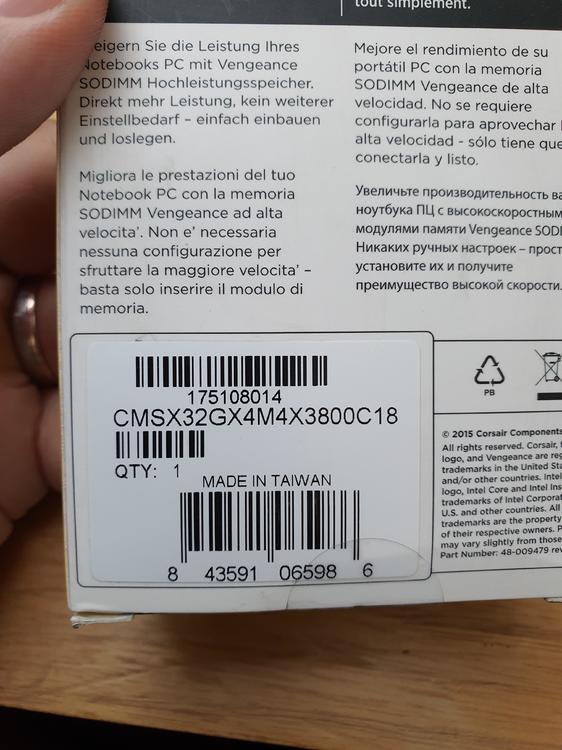 tout simplement.
eigern Sie die Leistung Ihres
Notebooks PC mit Vengeance
SODIMM Hochleistungsspeicher.
Direkt mehr Leistung, kein weiterer
Einstellbedarf – einfach einbauen
und loslegen.
Migliora le prestazioni del tuo
Notebook PC con la memoria
SODIMM Vengeance ad alta
velocita’. Non e’ necessaria
nessuna configurazione per
sfruttare la maggiore velocita’ –
basta solo inserire il modulo di
memoria.
Mejore el rendimiento de su
portátil PC con la memoria
SODIMM Vengeance de alta
velocidad. No se requiere
configurarla para aprovechar l
alta velocidad - sólo tiene que
conectarla y listo.
Увеличьте производительность ва
ноутбука ПЦ с высокоскоростным
модулями памяти Vengeance SODI
Никаких ручных настроек – прост
установите их и получите
преимущество высокой скорости.
175108014
CMSX32GX4M4X3800C18
QTY: 1
MADE IN TAIWAN
8 43591 06598 6
PB
© 2015 Corsair Components
All rights reserved. Corsair, t
logo, and Vengeance are reg
trademarks in the United Sta
and/or other countries. Intel
logo, Intel Core and Intel Ins
trademarks of Intel Corporat
U.S. and other countries. All
trademarks are the property
of their respective owners. P
may vary slightly from those
Part Number: 48-009479 rev